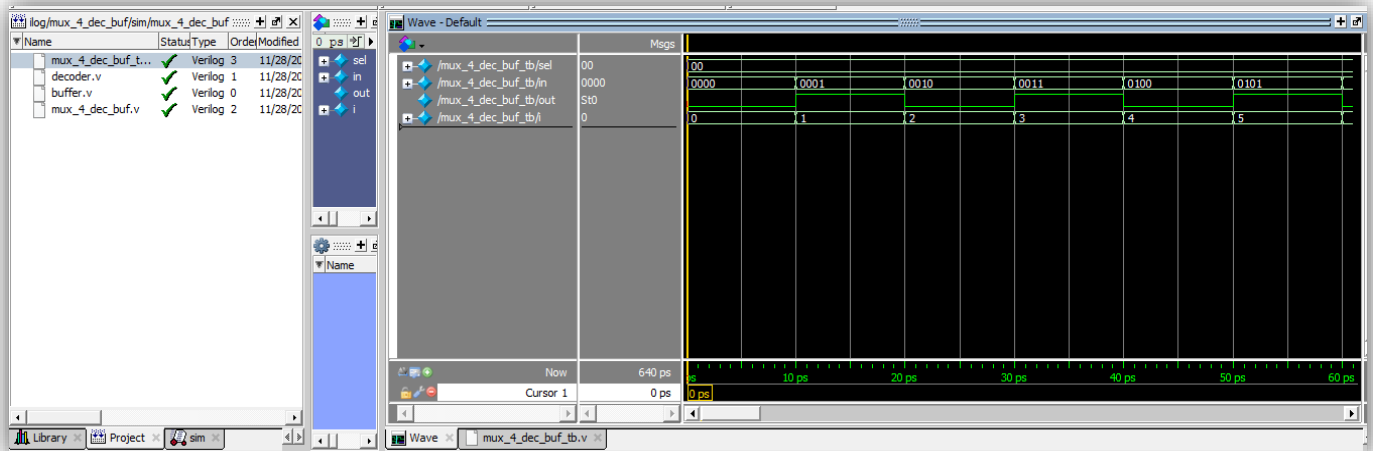 ilog/mux_4_dec_buf/sim/mux_4_dec_buf
Name Status Type Order Modified
mux_4_dec_buf_t... Verilog 3 11/28/20
decoder.v Verilog 1 11/28/20
buffer.v Verilog 0 11/28/20
mux_4_dec_buf.v Verilog 2 11/28/20
Library Project sim
0 ps
sel
in
out
i
Name
Wave - Default
Msgs
/mux_4_dec_buf_tb/sel 00 00
/mux_4_dec_buf_tb/in 0000 0000 0001 0010 0011 0100 0101
/mux_4_dec_buf_tb/out St0
/mux_4_dec_buf_tb/i 0 0 1 2 3 4 5
Now 640 ps ps 10 ps 20 ps 30 ps 40 ps 50 ps 60 ps
Cursor 1 0 ps 0 ps
Wave mux_4_dec_buf_tb.v